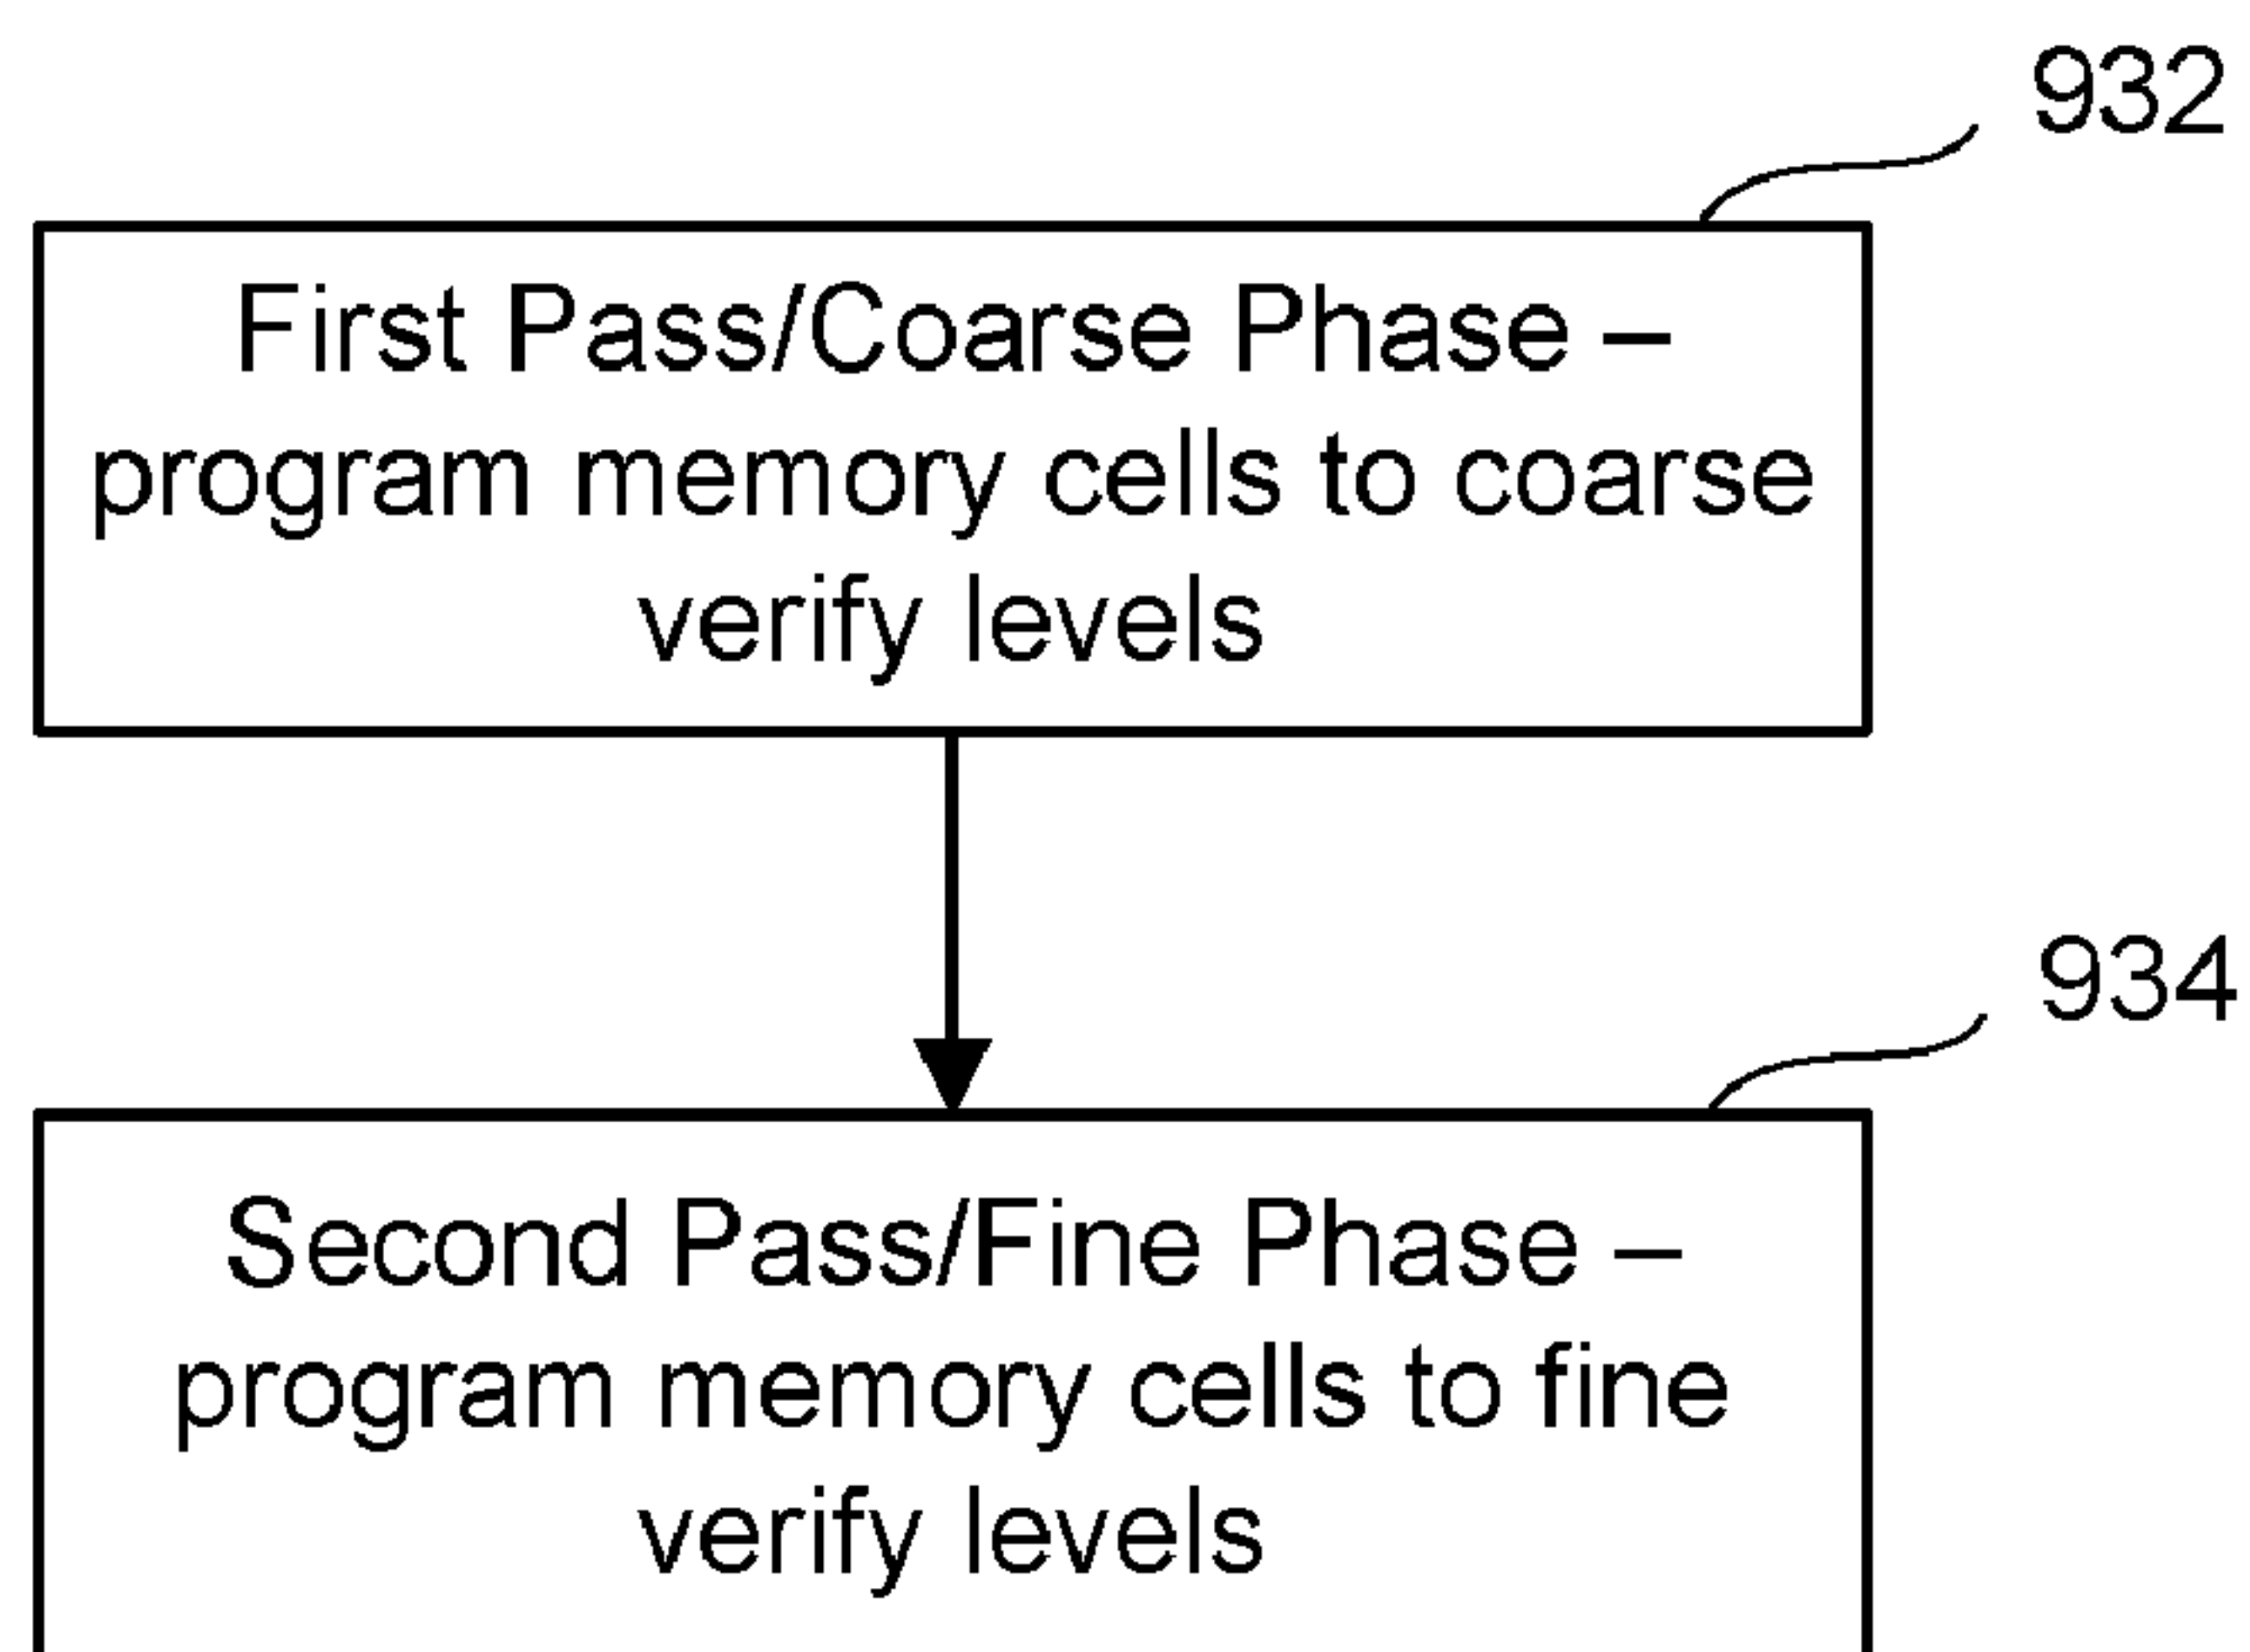 932
First Pass/Coarse Phase –
program memory cells to coarse
verify levels
934
Second Pass/Fine Phase –
program memory cells to fine
verify levels